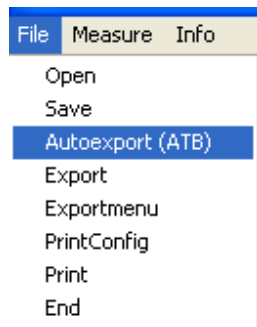 File Measure Info
Open
Save
Autoexport (ATB)
Export
Exportmenu
PrintConfig
Print
End